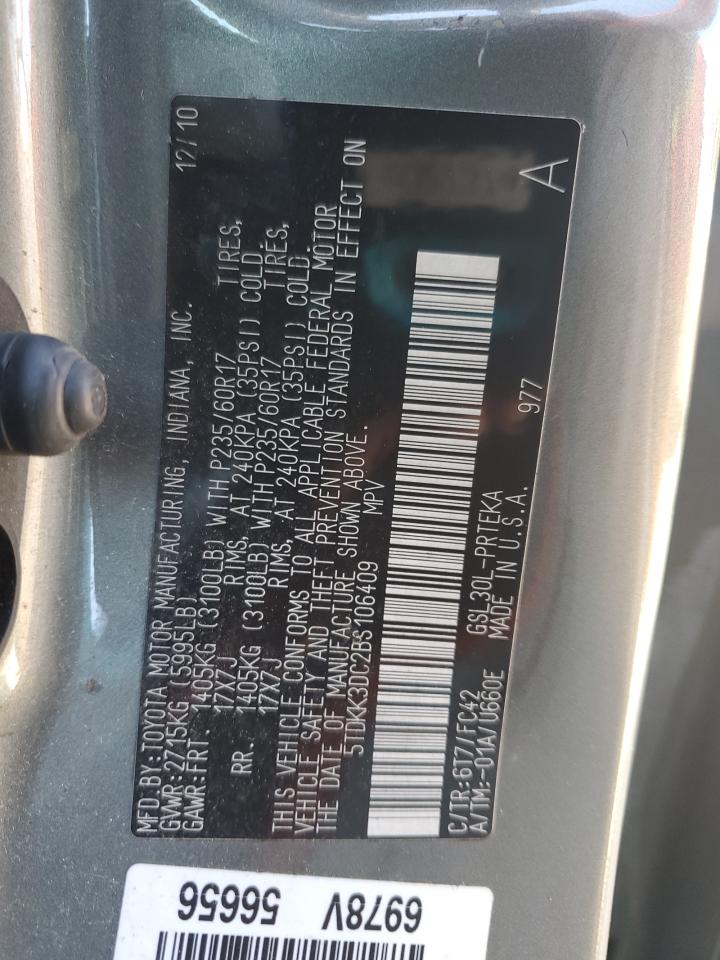 MFD.BY:TOYOTA MOTOR MANUFACTURING, INDIANA, INC. 12/10
GVWR:2715KG (5995LB)
GAWR:FRT. 1405KG (3100LB) WITH P235/60R17 TIRES,
17X7J RIMS, AT 240KPA (35PSI) COLD.
RR. 1405KG (3100LB) WITH P235/60R17 TIRES,
17X7J RIMS, AT 240KPA (35PSI) COLD.
THIS VEHICLE CONFORMS TO ALL APPLICABLE FEDERAL MOTOR
VEHICLE SAFETY AND THEFT PREVENTION STANDARDS IN EFFECT ON
THE DATE OF MANUFACTURE SHOWN ABOVE.
5TDKK3DC2BS106409 MPV
C/TR:6T7/FC42 GSL30L-PRTEKA
A/TM:-01A/U660E MADE IN U.S.A. 977 A
56656
6978V